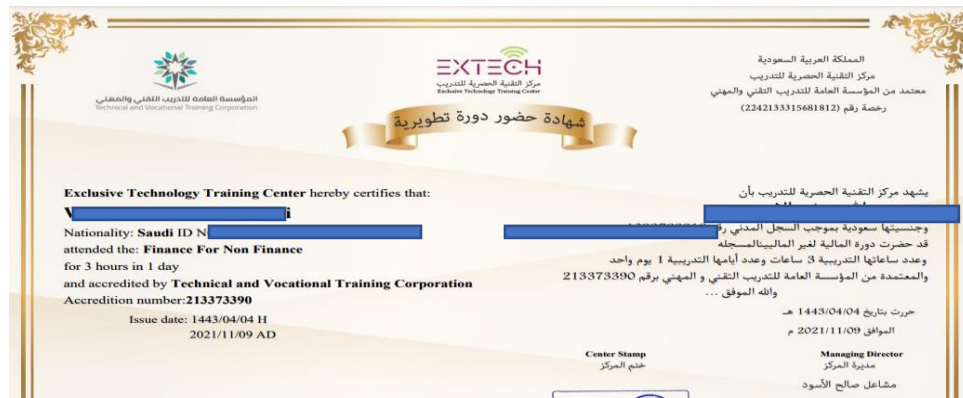 المؤسسة العامة للتدريب التقني والمهني
Technical and Vocational Training Corporation
EXTECH
مركز التقنية الحصرية للتدريب
Exclusive Technology Training Center
المملكة العربية السعودية
مركز التقنية الحصرية للتدريب
معتمد من المؤسسة العامة للتدريب التقني والمهني
رخصة رقم (2242133315681812)
شهادة حضور دورة تطويرية
Exclusive Technology Training Center hereby certifies that:
Nationality: Saudi ID N
attended the: Finance For Non Finance
for 3 hours in 1 day
and accredited by Technical and Vocational Training Corporation
Accredition number:213373390
Issue date: 1443/04/04 H
2021/11/09 AD
يشهد مركز التقنية الحصرية للتدريب بأن
وجنسيتها سعودية بموجب السجل المدني
قد حضرت دورة المالية لغير الماليينالمسجله
وعدد ساعاتها التدريبية 3 ساعات وعدد أيامها التدريبية 1 يوم واحد
والمعتمدة من المؤسسة العامة للتدريب التقني و المهني برقم 213373390
والله الموفق ...
حررت بتاريخ 1443/04/04 هـ
الموافق 2021/11/09 م
Center Stamp
ختم المركز
Managing Director
مديرة المركز
مشاعل صالح الأسود